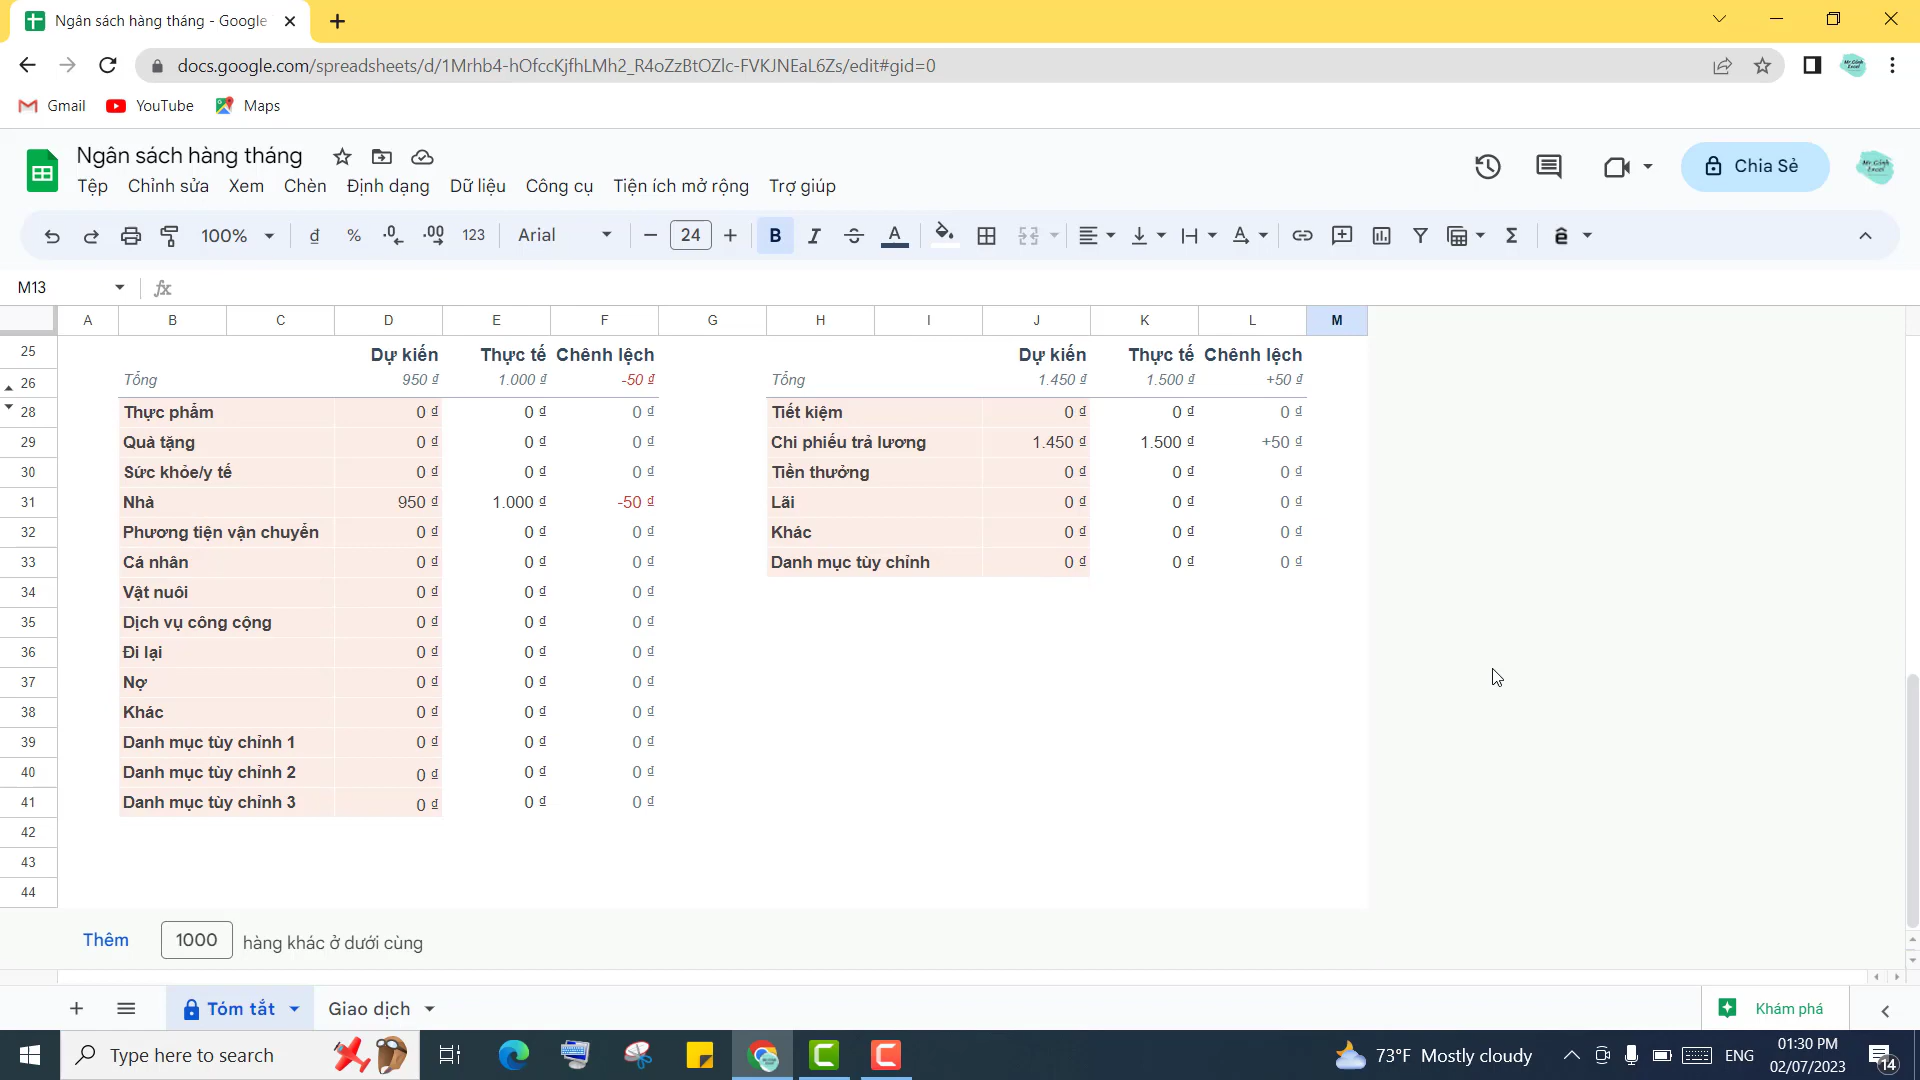 Ngân sách hàng tháng - Google
docs.google.com/spreadsheets/d/1Mrhb4-hOfccKjfhLMh2_R4oZzBtOZlc-FVKJNEaL6Zs/edit#gid=0
Gmail YouTube Maps
Ngân sách hàng tháng
Tệp Chỉnh sửa Xem Chèn Định dạng Dữ liệu Công cụ Tiện ích mở rộng Trợ giúp
Chia Sẻ
100% đ % .0 .00 123 Arial 24 B I A
M13 fx
A B C D E F G H I J K L M
25 Dự kiến Thực tế Chênh lệch Dự kiến Thực tế Chênh lệch
26 Tổng 950 ₫ 1.000 ₫ -50 ₫ Tổng 1.450 ₫ 1.500 ₫ +50 ₫
28 Thực phẩm 0 ₫ 0 ₫ 0 ₫ Tiết kiệm 0 ₫ 0 ₫ 0 ₫
29 Quà tặng 0 ₫ 0 ₫ 0 ₫ Chi phiếu trả lương 1.450 ₫ 1.500 ₫ +50 ₫
30 Sức khỏe/y tế 0 ₫ 0 ₫ 0 ₫ Tiền thưởng 0 ₫ 0 ₫ 0 ₫
31 Nhà 950 ₫ 1.000 ₫ -50 ₫ Lãi 0 ₫ 0 ₫ 0 ₫
32 Phương tiện vận chuyển 0 ₫ 0 ₫ 0 ₫ Khác 0 ₫ 0 ₫ 0 ₫
33 Cá nhân 0 ₫ 0 ₫ 0 ₫ Danh mục tùy chỉnh 0 ₫ 0 ₫ 0 ₫
34 Vật nuôi 0 ₫ 0 ₫ 0 ₫
35 Dịch vụ công cộng 0 ₫ 0 ₫ 0 ₫
36 Đi lại 0 ₫ 0 ₫ 0 ₫
37 Nợ 0 ₫ 0 ₫ 0 ₫
38 Khác 0 ₫ 0 ₫ 0 ₫
39 Danh mục tùy chỉnh 1 0 ₫ 0 ₫ 0 ₫
40 Danh mục tùy chỉnh 2 0 ₫ 0 ₫ 0 ₫
41 Danh mục tùy chỉnh 3 0 ₫ 0 ₫ 0 ₫
42
43
44
Thêm 1000 hàng khác ở dưới cùng
Tóm tắt Giao dịch Khám phá
Type here to search 73°F Mostly cloudy ENG 01:30 PM
02/07/2023 14